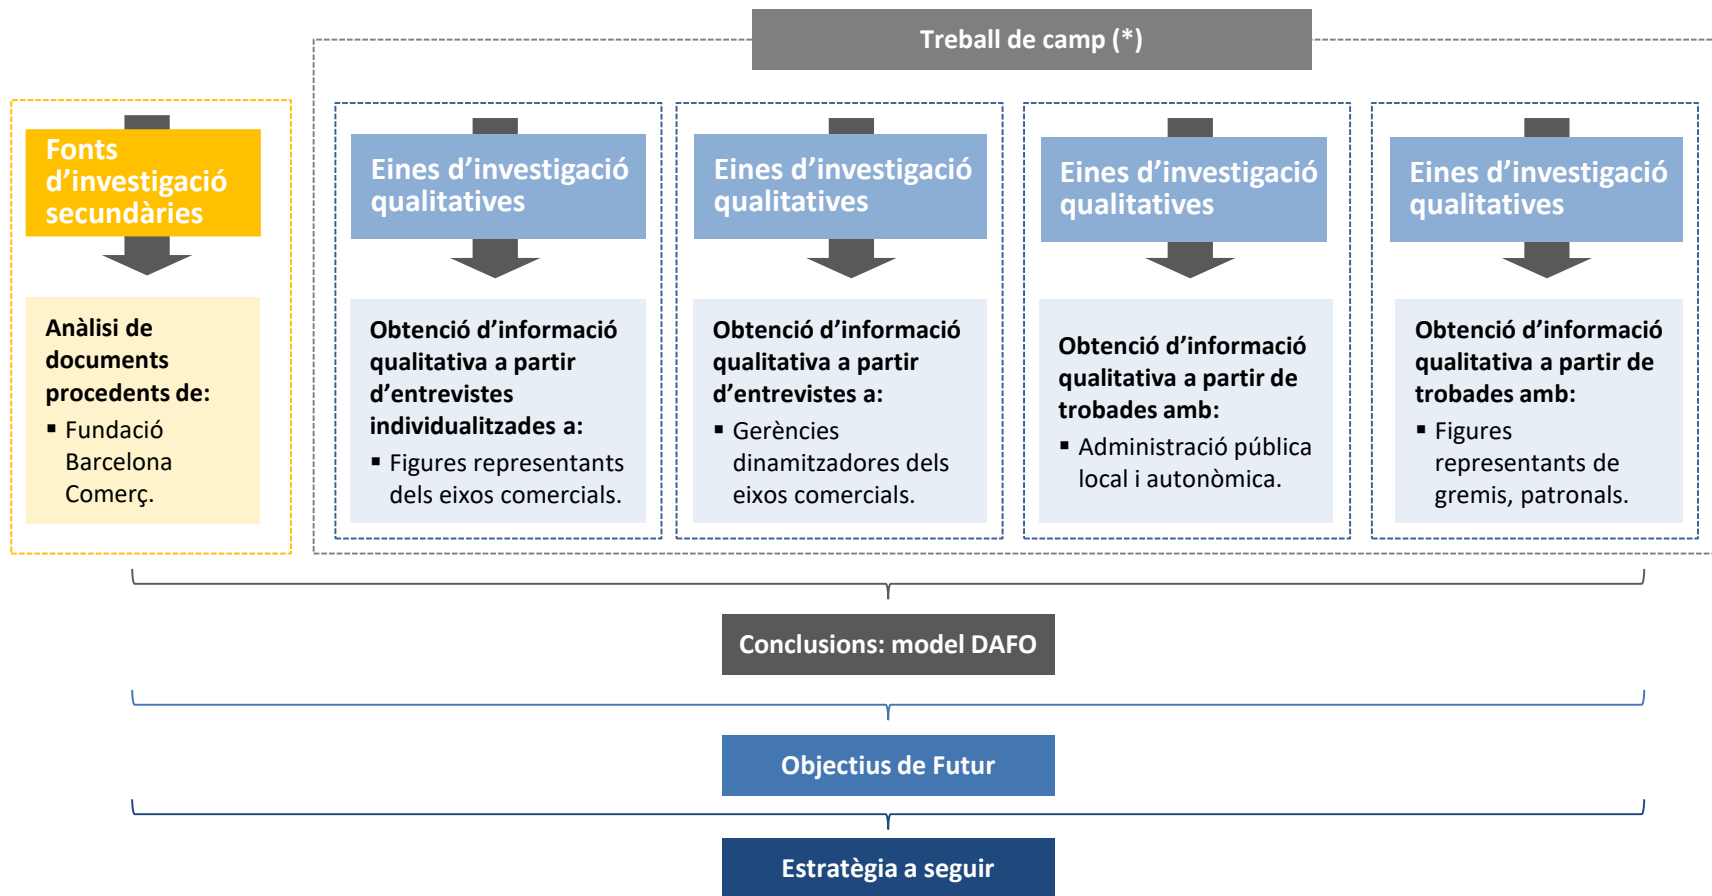 Treball de camp (*)
Fonts
d’investigació
secundàries
Anàlisi de
documents
procedents de:
▪ Fundació
Barcelona
Comerç.
Eines d’investigació
qualitatives
Obtenció d’informació
qualitativa a partir
d’entrevistes
individualitzades a:
▪ Figures representants
dels eixos comercials.
Eines d’investigació
qualitatives
Obtenció d’informació
qualitativa a partir
d’entrevistes a:
▪ Gerències
dinamitzadores dels
eixos comercials.
Eines d’investigació
qualitatives
Obtenció d’informació
qualitativa a partir de
trobades amb:
▪ Administració pública
local i autonòmica.
Eines d’investigació
qualitatives
Obtenció d’informació
qualitativa a partir de
trobades amb:
▪ Figures
representants de
gremis, patronals.
Conclusions: model DAFO
Objectius de Futur
Estratègia a seguir